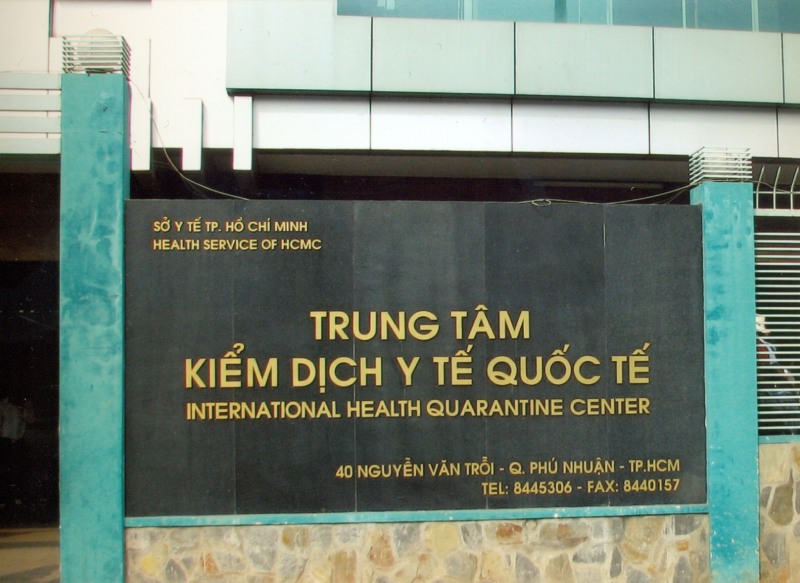 SỞ Y TẾ TP. HỒ CHÍ MINH
HEALTH SERVICE OF HCMC
TRUNG TÂM
KIỂM DỊCH Y TẾ QUỐC TẾ
INTERNATIONAL HEALTH QUARANTINE CENTER
40 NGUYỄN VĂN TRỖI - Q. PHÚ NHUẬN - TP.HCM
TEL: 8445306 - FAX: 8440157